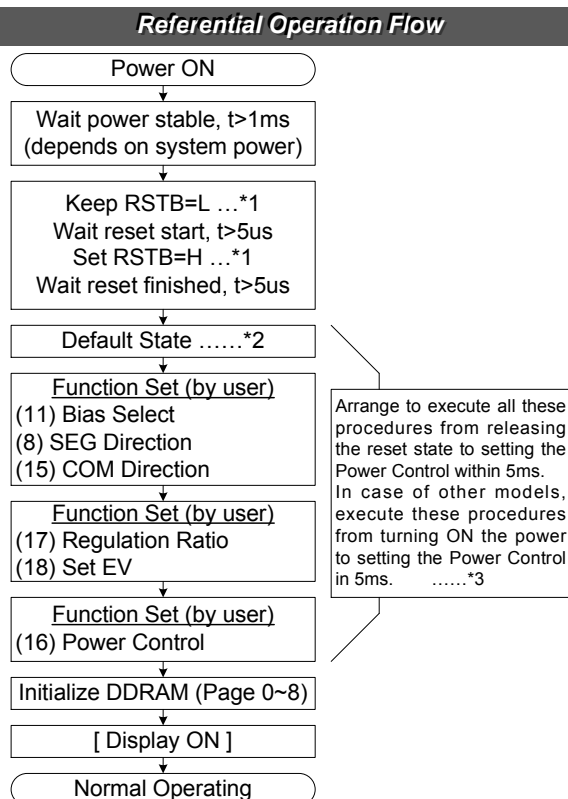 Referential Operation Flow
Power ON
Wait power stable, t>1ms
(depends on system power)
Keep RSTB=L …*1
Wait reset start, t>5us
Set RSTB=H …*1
Wait reset finished, t>5us
Default State ……*2
Function Set (by user)
(11) Bias Select
(8) SEG Direction
(15) COM Direction
Function Set (by user)
(17) Regulation Ratio
(18) Set EV
Function Set (by user)
(16) Power Control
Initialize DDRAM (Page 0~8)
[ Display ON ]
Normal Operating
Arrange to execute all these
procedures from releasing
the reset state to setting the
Power Control within 5ms.
In case of other models,
execute these procedures
from turning ON the power
to setting the Power Control
in 5ms. ……*3